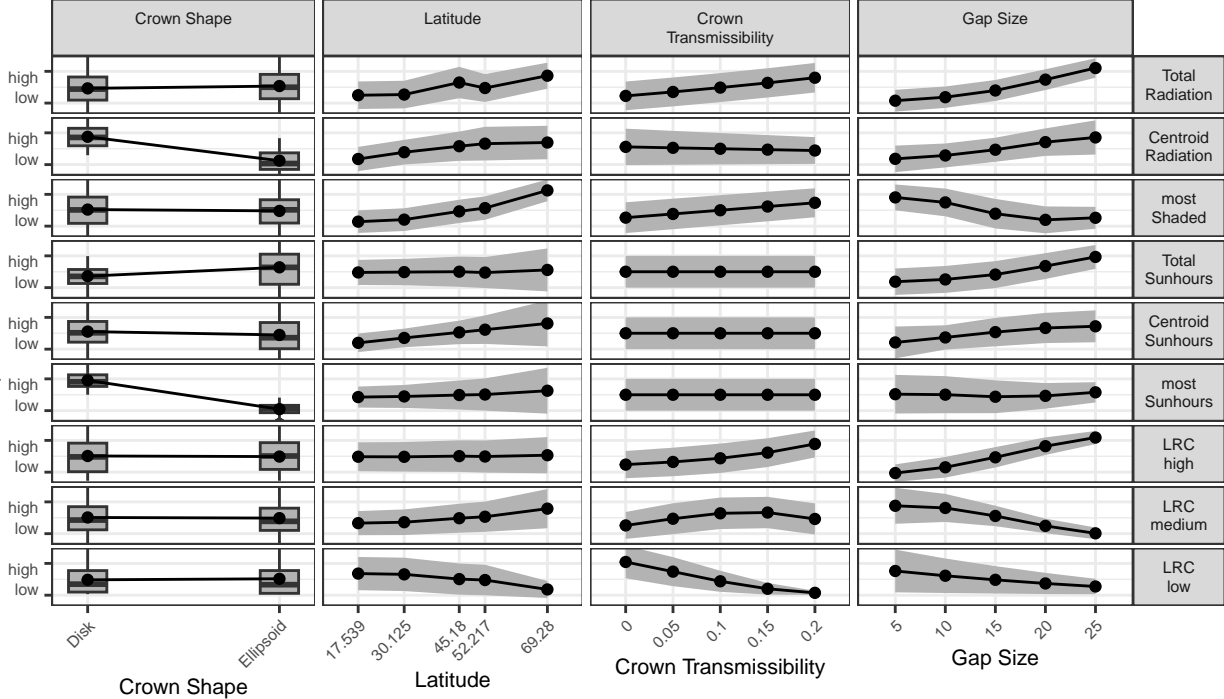 Crown Shape
Latitude
Crown
Transmissibility
Gap Size
high
low
Total
Radiation
high
low
Centroid
Radiation
high
low
most
Shaded
high
low
Total
Sunhours
high
low
Centroid
Sunhours
high
low
most
Sunhours
high
low
LRC
high
high
low
LRC
medium
high
low
LRC
low
Disk
Ellipsoid
17.539
30.125
45.18
52.217
69.28
0
0.05
0.1
0.15
0.2
5
10
15
20
25
Crown Shape
Latitude
Crown Transmissibility
Gap Size